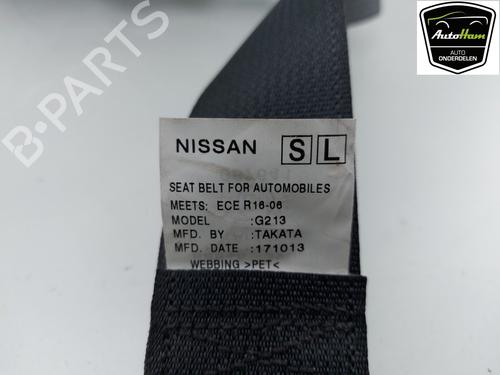 AutoHam
AUTO
ONDERDELEN
B-PARTS
NISSAN S L
SEAT BELT FOR AUTOMOBILES
MEETS: ECE R16-06
MODEL :G213
MFD. BY :TAKATA
MFD. DATE :171013
WEBBING >PET<